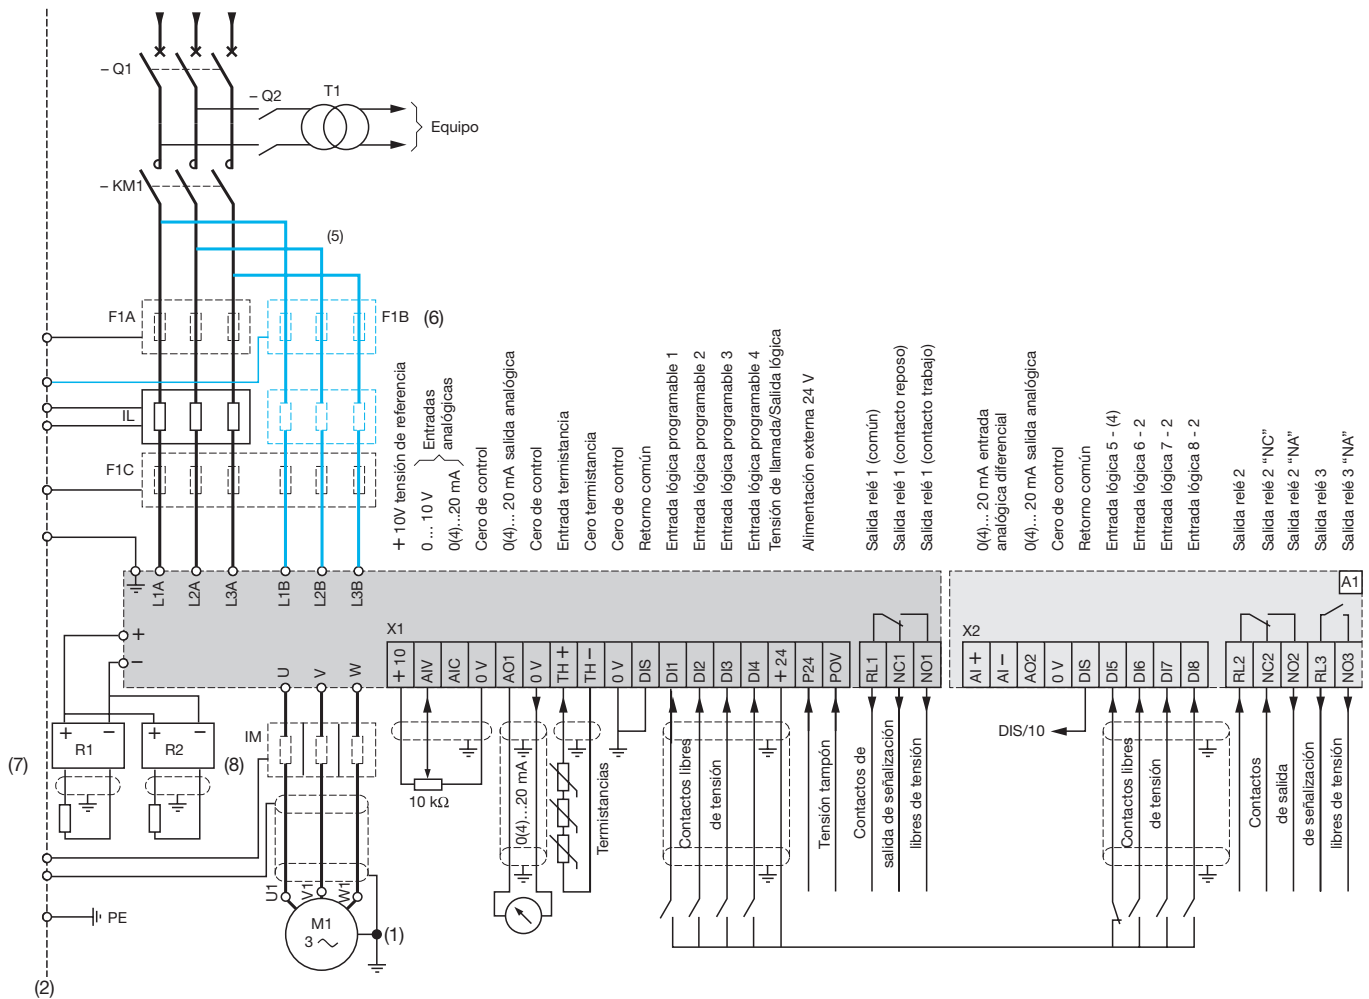 – Q1
– Q2
T1
Equipo
– KM1
(5)
F1A
F1B
(6)
IL
F1C
+ 10V tensión de referencia
0 ... 10 V
Entradas
analógicas
0(4)...20 mA
Cero de control
0(4)... 20 mA salida analógica
Cero de control
Entrada termistancia
Cero termistancia
Cero de control
Retorno común
Entrada lógica programable 1
Entrada lógica programable 2
Entrada lógica programable 3
Entrada lógica programable 4
Tensión de llamada/Salida lógica
Alimentación externa 24 V
Salida relé 1 (común)
Salida relé 1 (contacto reposo)
Salida relé 1 (contacto trabajo)
0(4)... 20 mA entrada
analógica diferencial
0(4)... 20 mA salida analógica
Cero de control
Retorno común
Entrada lógica 5 - (4)
Entrada lógica 6 - 2
Entrada lógica 7 - 2
Entrada lógica 8 - 2
Salida relé 2
Salida relé 2 “NC”
Salida relé 2 “NA”
Salida relé 3
Salida relé 3 “NA”
L1A
L2A
L3A
L1B
L2B
L3B
A1
+
–
U
V
W
X1
+ 10
AIV
AIC
0 V
AO1
0 V
TH +
TH –
0 V
DIS
DI1
DI2
DI3
DI4
+ 24
P24
POV
RL1
NC1
NO1
X2
AI +
AI –
AO2
0 V
DIS
DI5
DI6
DI7
DI8
RL2
NC2
NO2
RL3
NO3
(7)
+ –
R1
+ –
R2
(8)
IM
10 kΩ
0(4)...20 mA
Termistancias
Contactos libres
de tensión
Tensión tampón
Contactos de
salida de señalización
libres de tensión
DIS/10
Contactos libres
de tensión
Contactos
de salida
de señalización
libres de tensión
U1
V1
W1
M1
3
(1)
PE
(2)